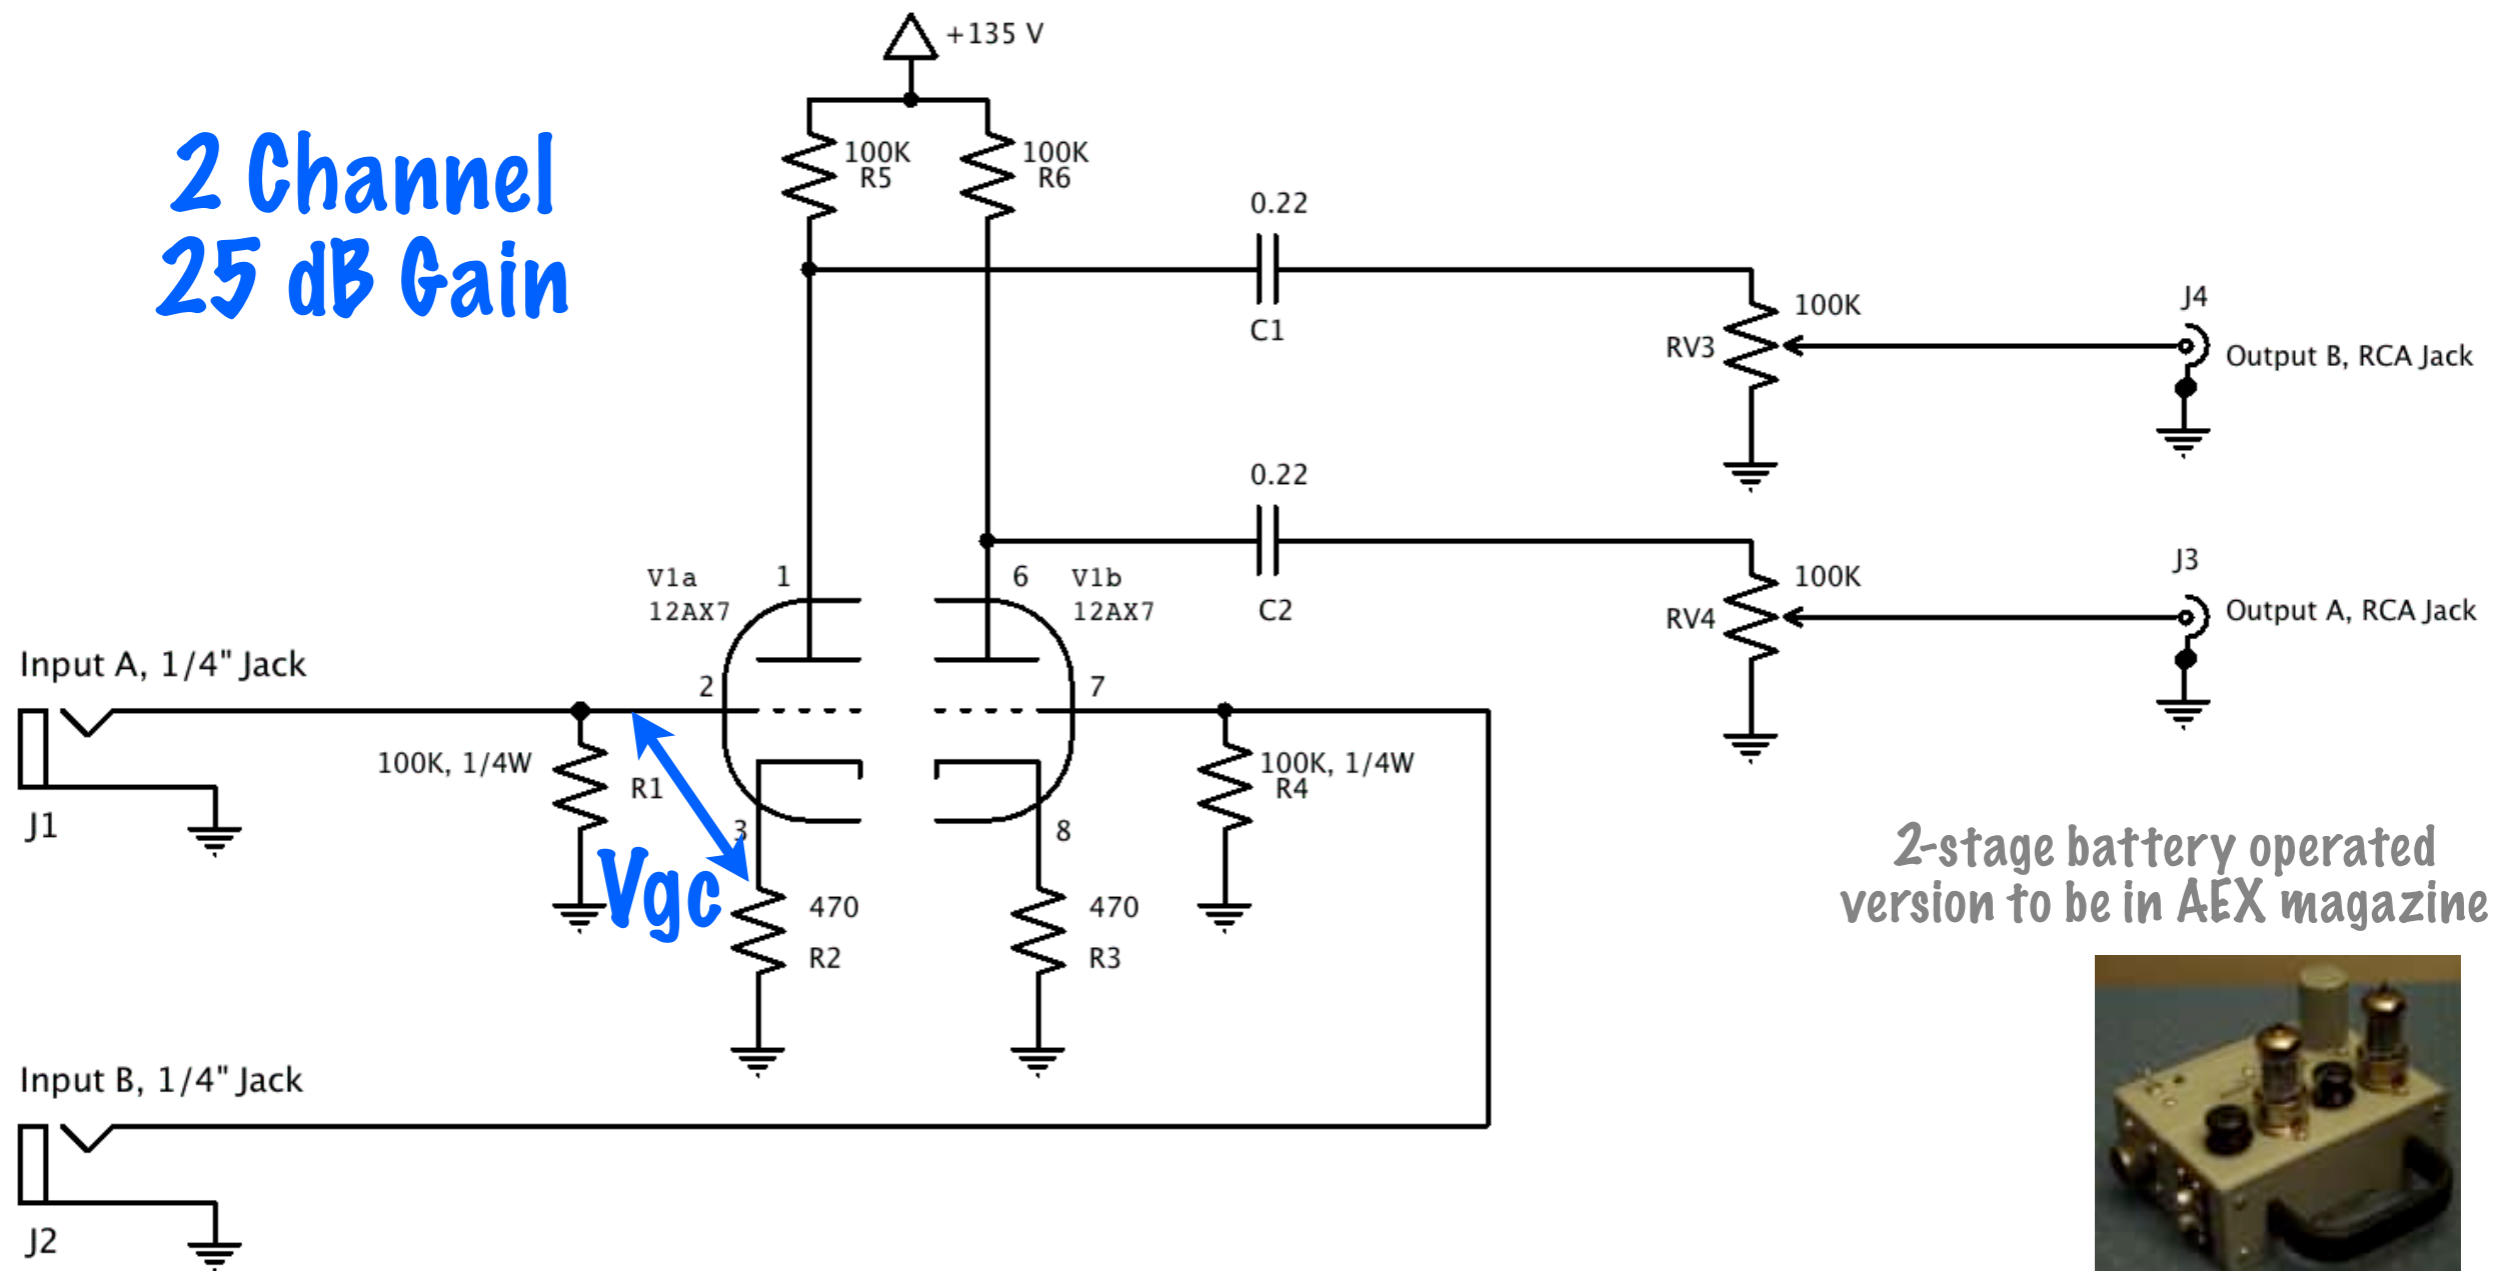 +135 V
2 Channel
25 dB Gain
100K
R5
100K
R6
0.22
C1
100K
RV3
J4
Output B, RCA Jack
0.22
C2
100K
RV4
J3
Output A, RCA Jack
V1a
12AX7
1
6
V1b
12AX7
Input A, 1/4" Jack
2
7
100K, 1/4W
R1
100K, 1/4W
R4
J1
3
8
Vgc
470
R2
470
R3
2-stage battery operated
version to be in AEX magazine
Input B, 1/4" Jack
J2